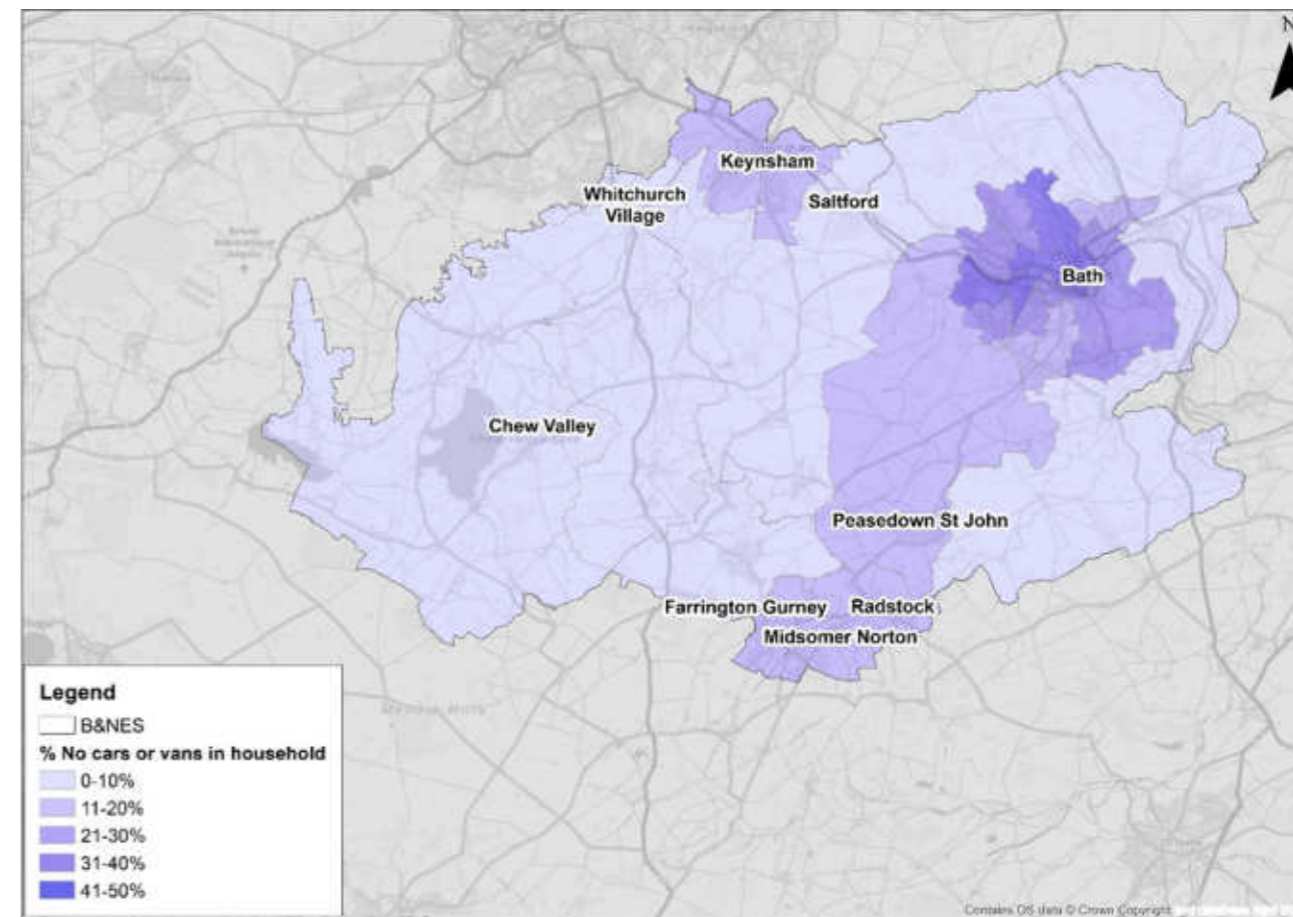 N
Keynsham
Whitchurch
Village
Saltford
Bath
Chew Valley
Peasedown St John
Farrington Gurney
Radstock
Midsomer Norton
Legend
B&NES
% No cars or vans in household
0-10%
11-20%
21-30%
31-40%
41-50%
Contains OS data © Crown Copyright